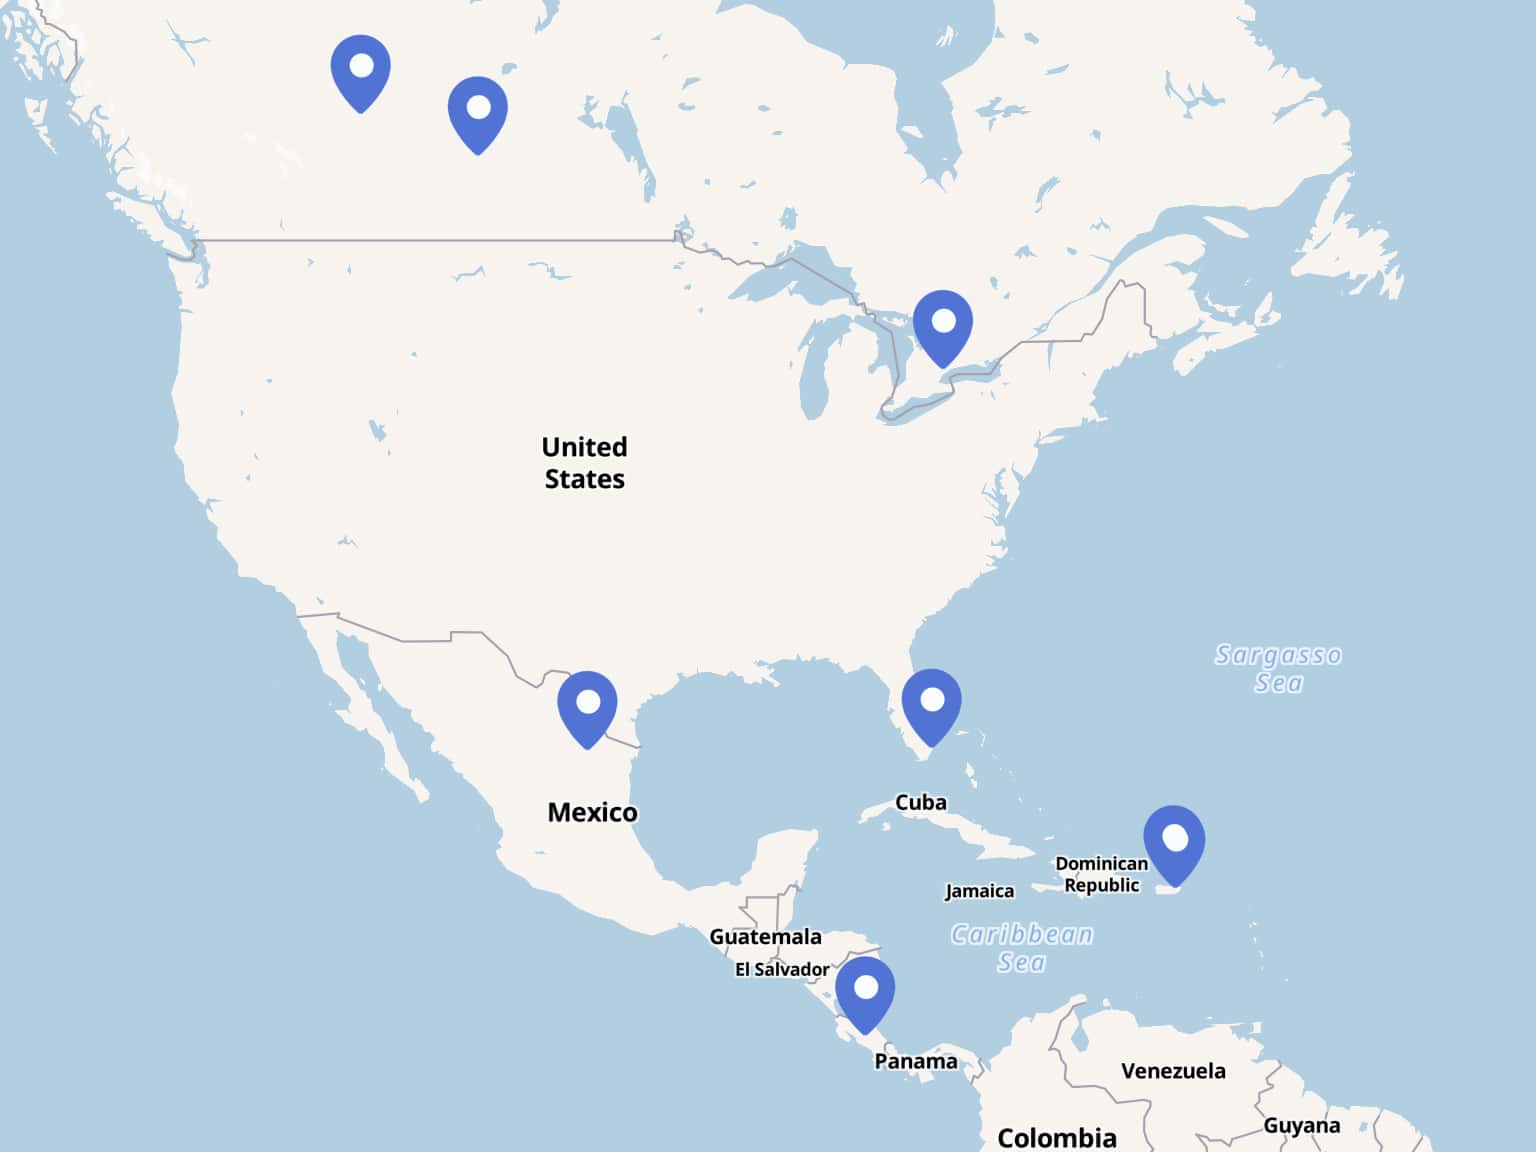 United
States
Sargasso
Sea
Mexico
Cuba
Dominican
Republic
Jamaica
Caribbean
Sea
Guatemala
El Salvador
Panama
Venezuela
Guyana
Colombia